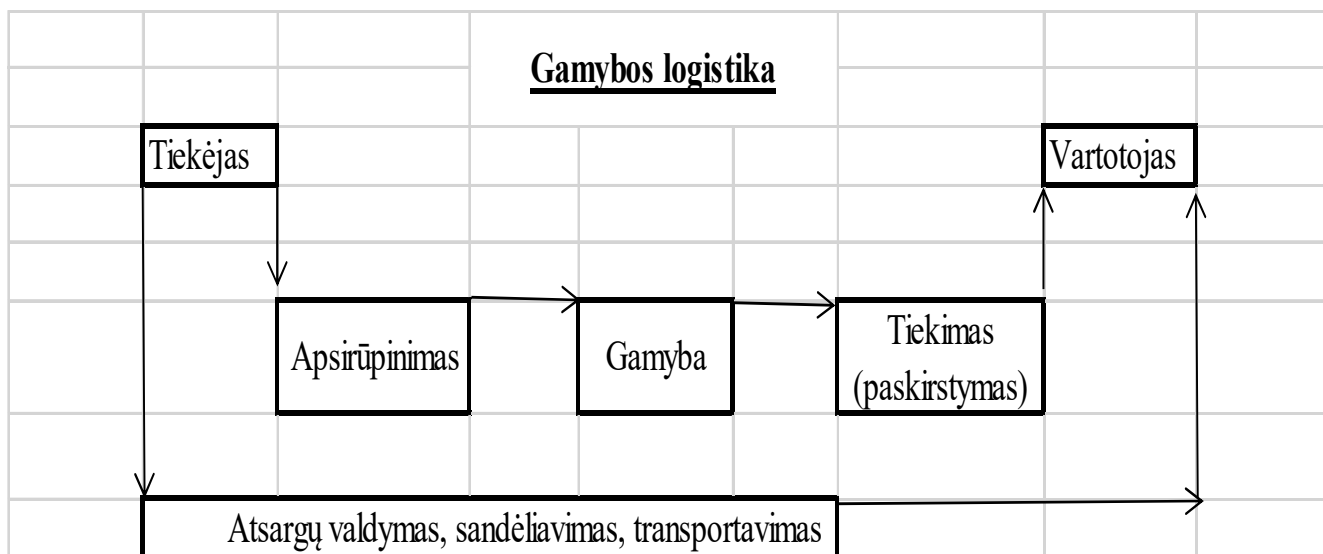 Gamybos logistika
Tiekėjas
Vartotojas
Apsirūpinimas
Gamyba
Tiekimas
(paskirstymas)
Atsargų valdymas, sandėliavimas, transportavimas